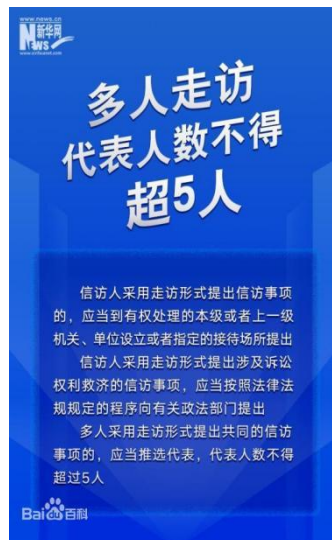 www.news.cn
NEWS 新华网
www.xinhuanet.com
多人走访
代表人数不得
超5人
信访人采用走访形式提出信访事项
的，应当到有权处理的本级或者上一级
机关、单位设立或者指定的接待场所提出
信访人采用走访形式提出涉及诉讼
权利救济的信访事项，应当按照法律法
规规定的程序向有关政法部门提出
多人采用走访形式提出共同的信访
事项的，应当推选代表，代表人数不得
超过5人
Bai du 百科